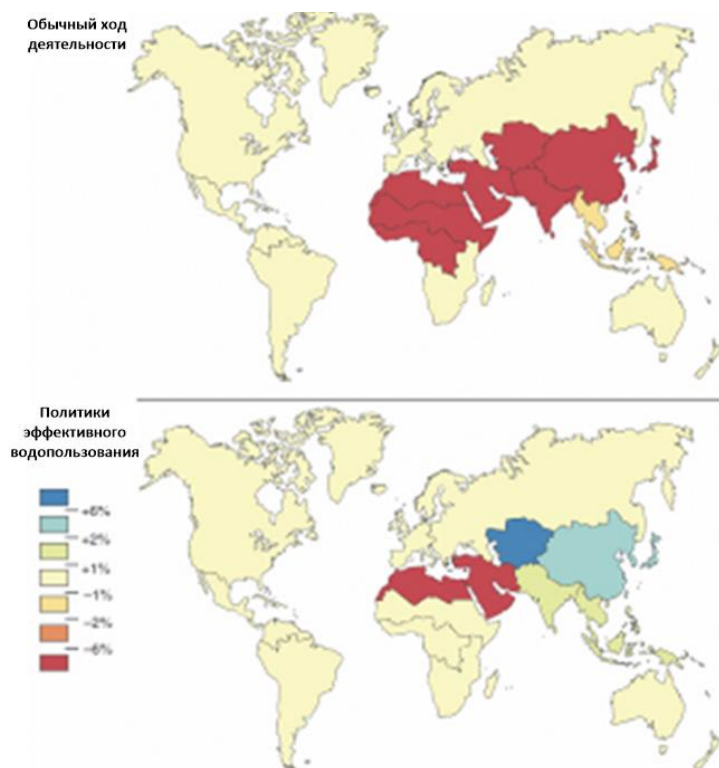 Обычный ход
деятельности
Политики
эффективного
водопользования
+6%
+2%
+1%
−1%
−2%
−6%